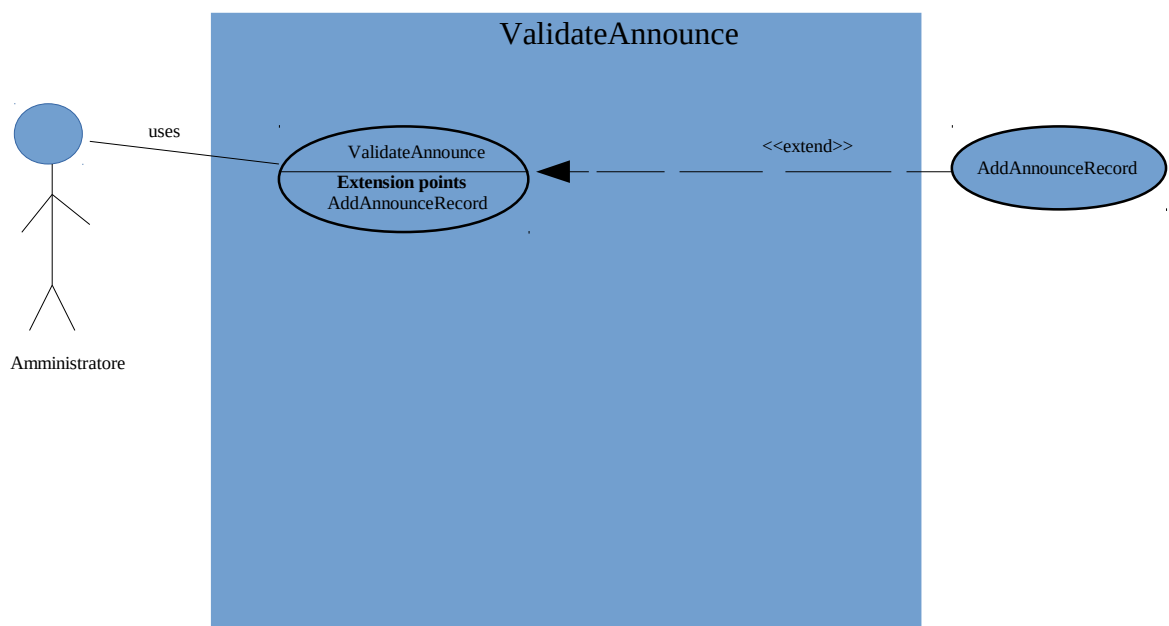 ValidateAnnounce
uses
ValidateAnnounce
Extension points
AddAnnounceRecord
<<extend>>
AddAnnounceRecord
Amministratore